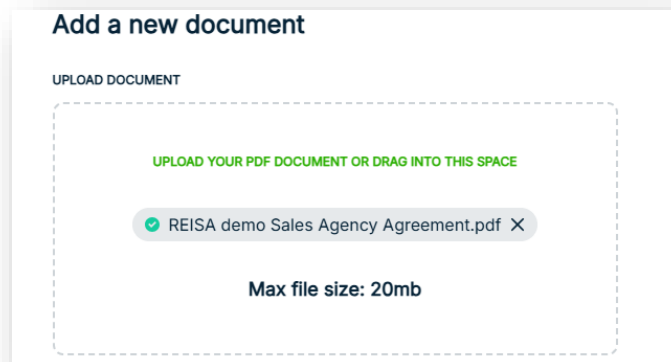 Add a new document
UPLOAD DOCUMENT
UPLOAD YOUR PDF DOCUMENT OR DRAG INTO THIS SPACE
REISA demo Sales Agency Agreement.pdf
Max file size: 20mb